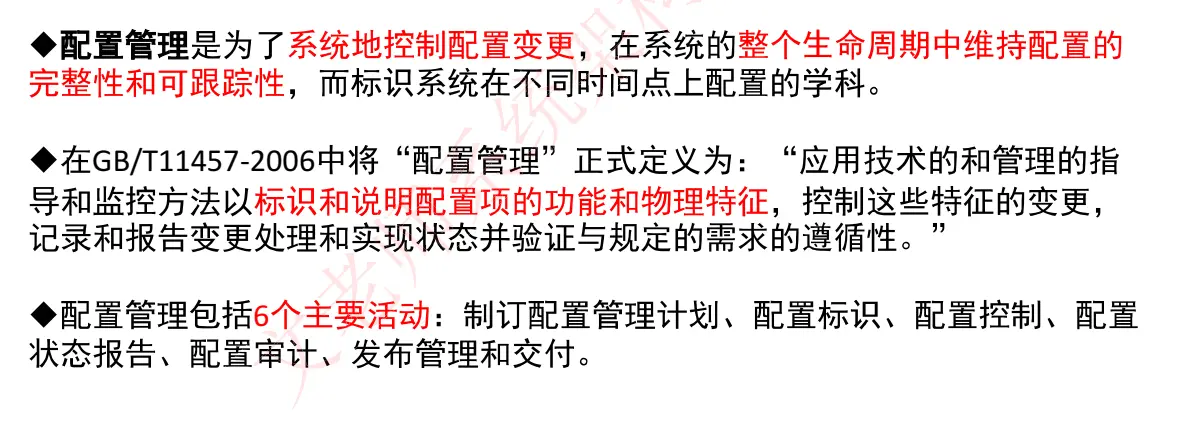 ◆配置管理是为了系统地控制配置变更，在系统的整个生命周期中维持配置的
完整性和可跟踪性，而标识系统在不同时间点上配置的学科。
◆在GB/T11457-2006中将“配置管理”正式定义为：“应用技术的和管理的指
导和监控方法以标识和说明配置项的功能和物理特征，控制这些特征的变更，
记录和报告变更处理和实现状态并验证与规定的需求的遵循性。”
◆配置管理包括6个主要活动：制订配置管理计划、配置标识、配置控制、配置
状态报告、配置审计、发布管理和交付。